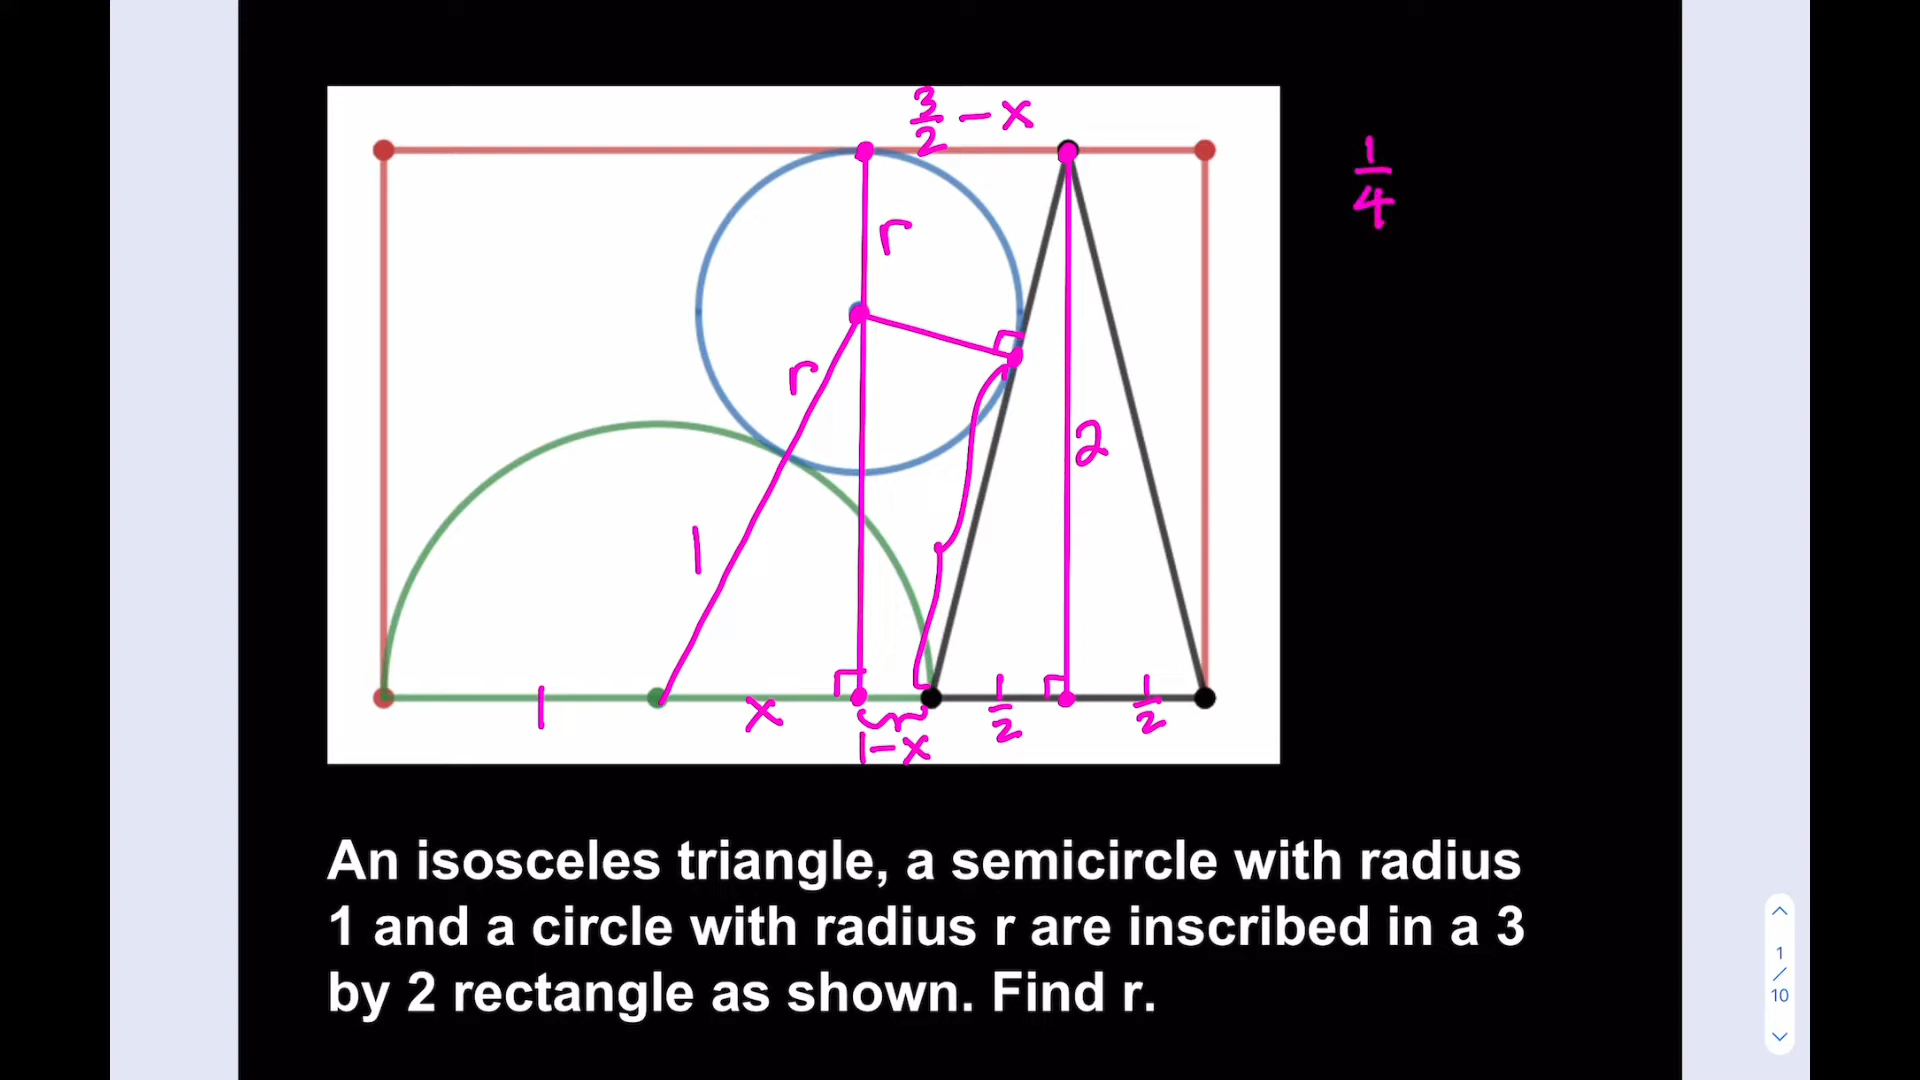 3/2 - x
1/4
r
r
2
1
1
x
1-x
1/2
1/2
An isosceles triangle, a semicircle with radius
1 and a circle with radius r are inscribed in a 3
by 2 rectangle as shown. Find r.
1
/
10